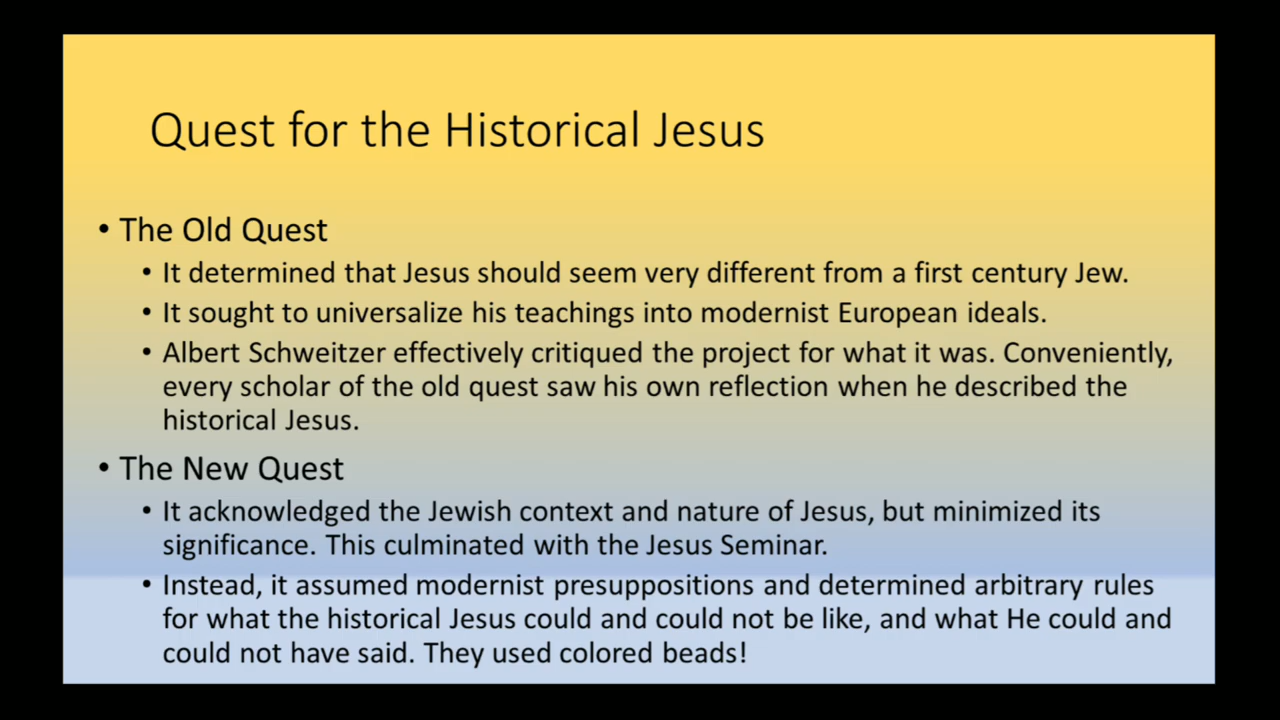 Quest for the Historical Jesus
• The Old Quest
• It determined that Jesus should seem very different from a first century Jew.
• It sought to universalize his teachings into modernist European ideals.
• Albert Schweitzer effectively critiqued the project for what it was. Conveniently,
every scholar of the old quest saw his own reflection when he described the
historical Jesus.
• The New Quest
• It acknowledged the Jewish context and nature of Jesus, but minimized its
significance. This culminated with the Jesus Seminar.
• Instead, it assumed modernist presuppositions and determined arbitrary rules
for what the historical Jesus could and could not be like, and what He could and
could not have said. They used colored beads!